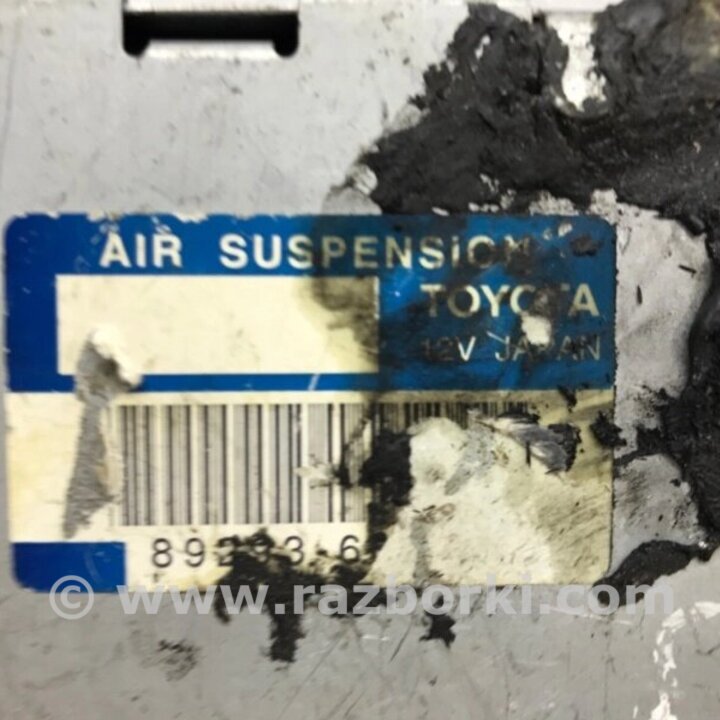 AIR SUSPENSION
TOYOTA
12V JAPAN
© www.razborki.com